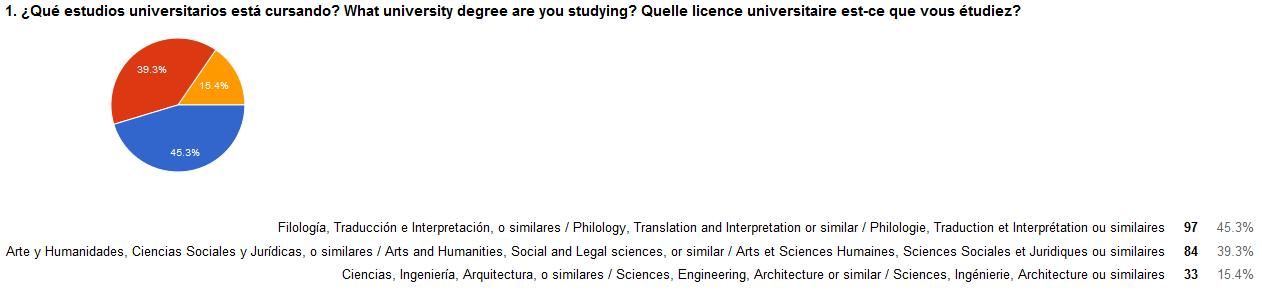 1. ¿Qué estudios universitarios está cursando? What university degree are you studying? Quelle licence universitaire est-ce que vous étudiez?
39.3%
15.4%
45.3%
Filología, Traducción e Interpretación, o similares / Philology, Translation and Interpretation or similar / Philologie, Traduction et Interprétation ou similaires 97 45.3%
Arte y Humanidades, Ciencias Sociales y Jurídicas, o similares / Arts and Humanities, Social and Legal sciences, or similar / Arts et Sciences Humaines, Sciences Sociales et Juridiques ou similaires 84 39.3%
Ciencias, Ingeniería, Arquitectura, o similares / Sciences, Engineering, Architecture or similar / Sciences, Ingénierie, Architecture ou similaires 33 15.4%